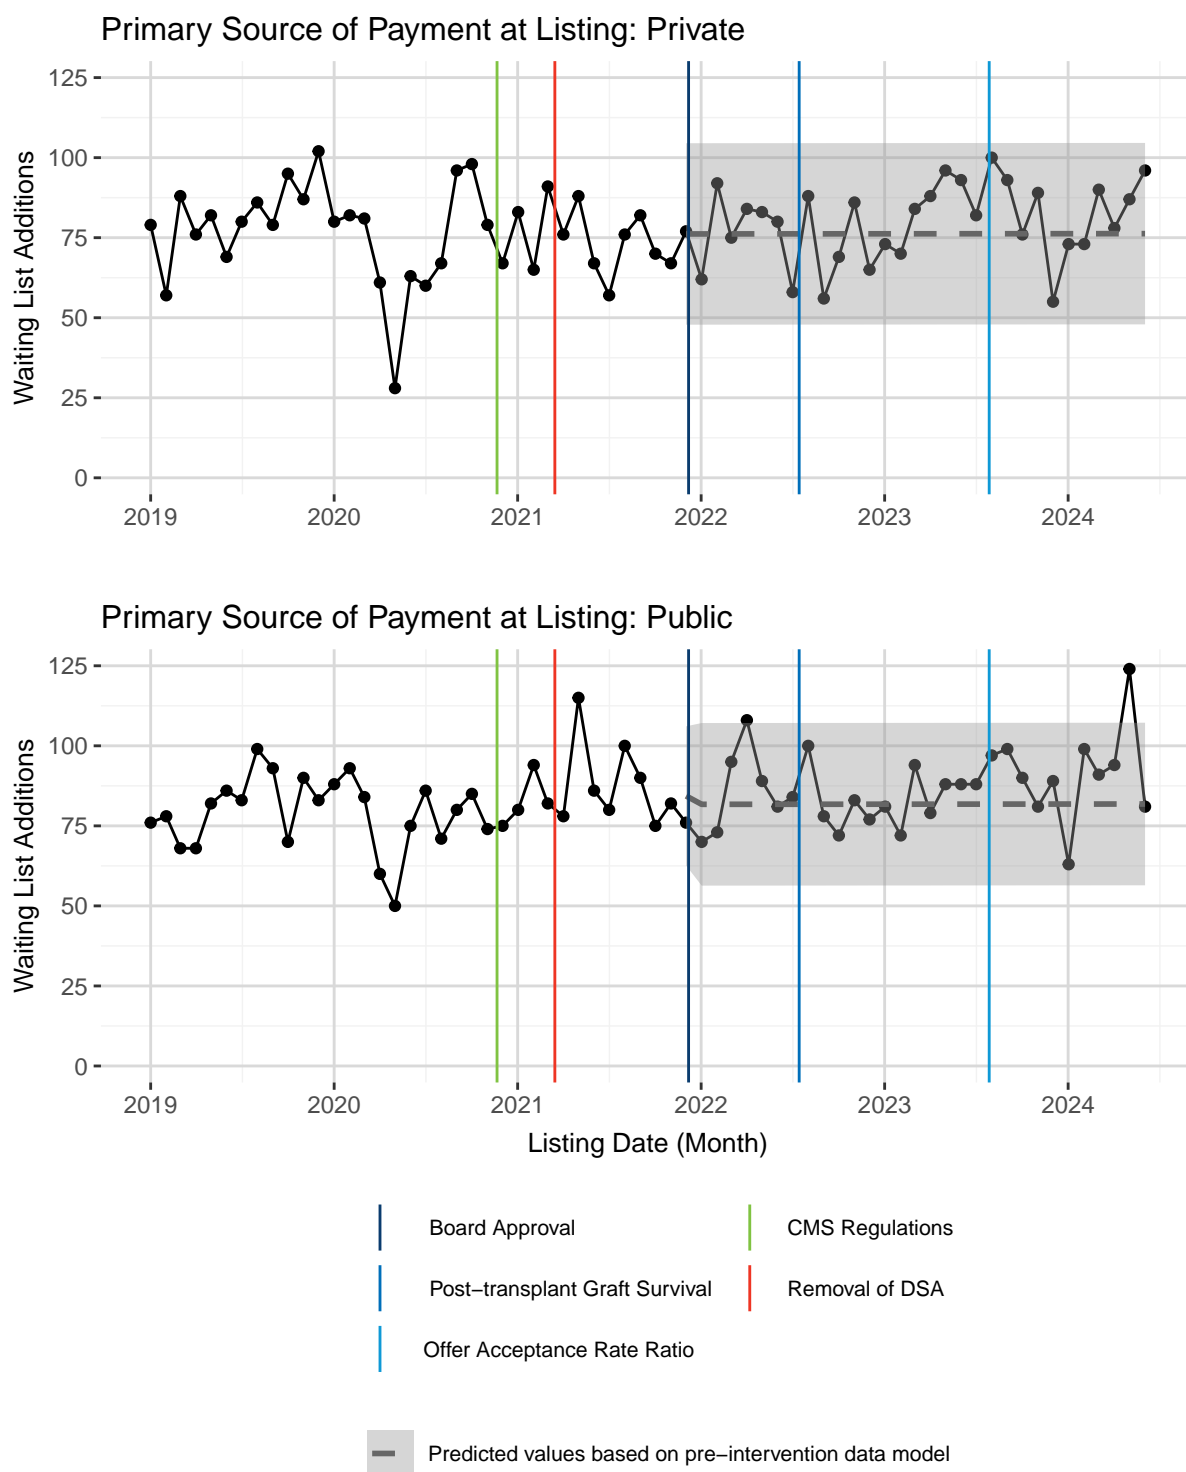 Primary Source of Payment at Listing: Private
125
100
75
50
25
0
Waiting List Additions
2019 2020 2021 2022 2023 2024
Primary Source of Payment at Listing: Public
125
100
75
50
25
0
Waiting List Additions
2019 2020 2021 2022 2023 2024
Listing Date (Month)
Board Approval CMS Regulations
Post−transplant Graft Survival Removal of DSA
Offer Acceptance Rate Ratio
Predicted values based on pre−intervention data model